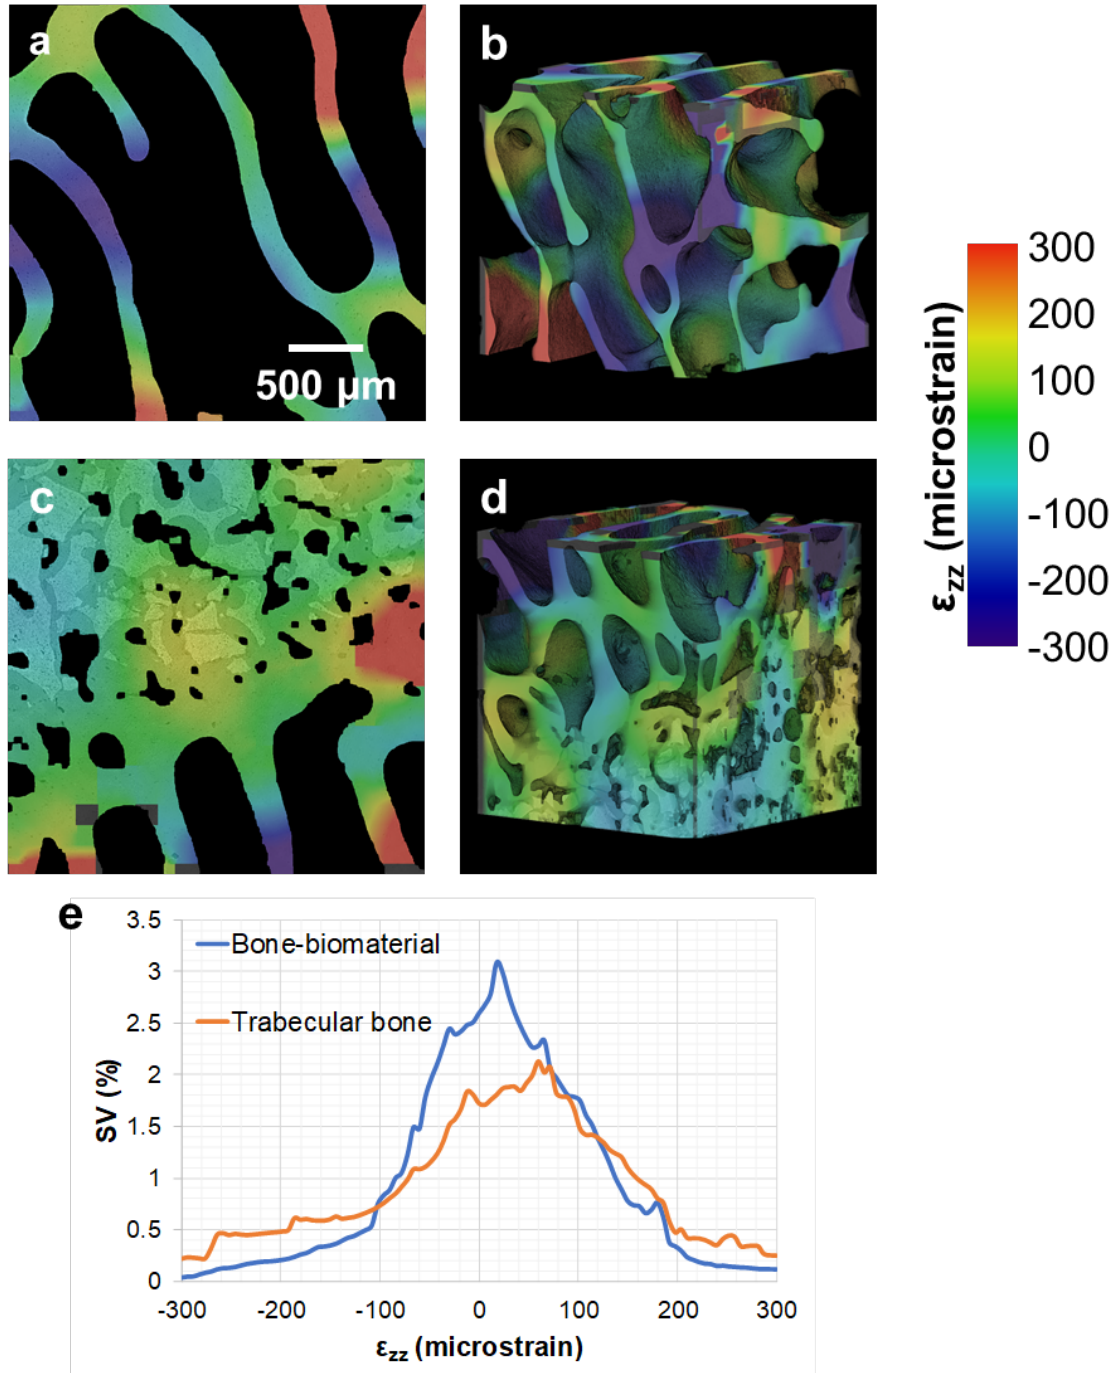 a
b
500 µm
c
d
300
200
100
0
-100
-200
-300
εzz (microstrain)
e
3.5
3
2.5
2
1.5
1
0.5
0
SV (%)
Bone-biomaterial
Trabecular bone
-300 -200 -100 0 100 200 300
εzz (microstrain)